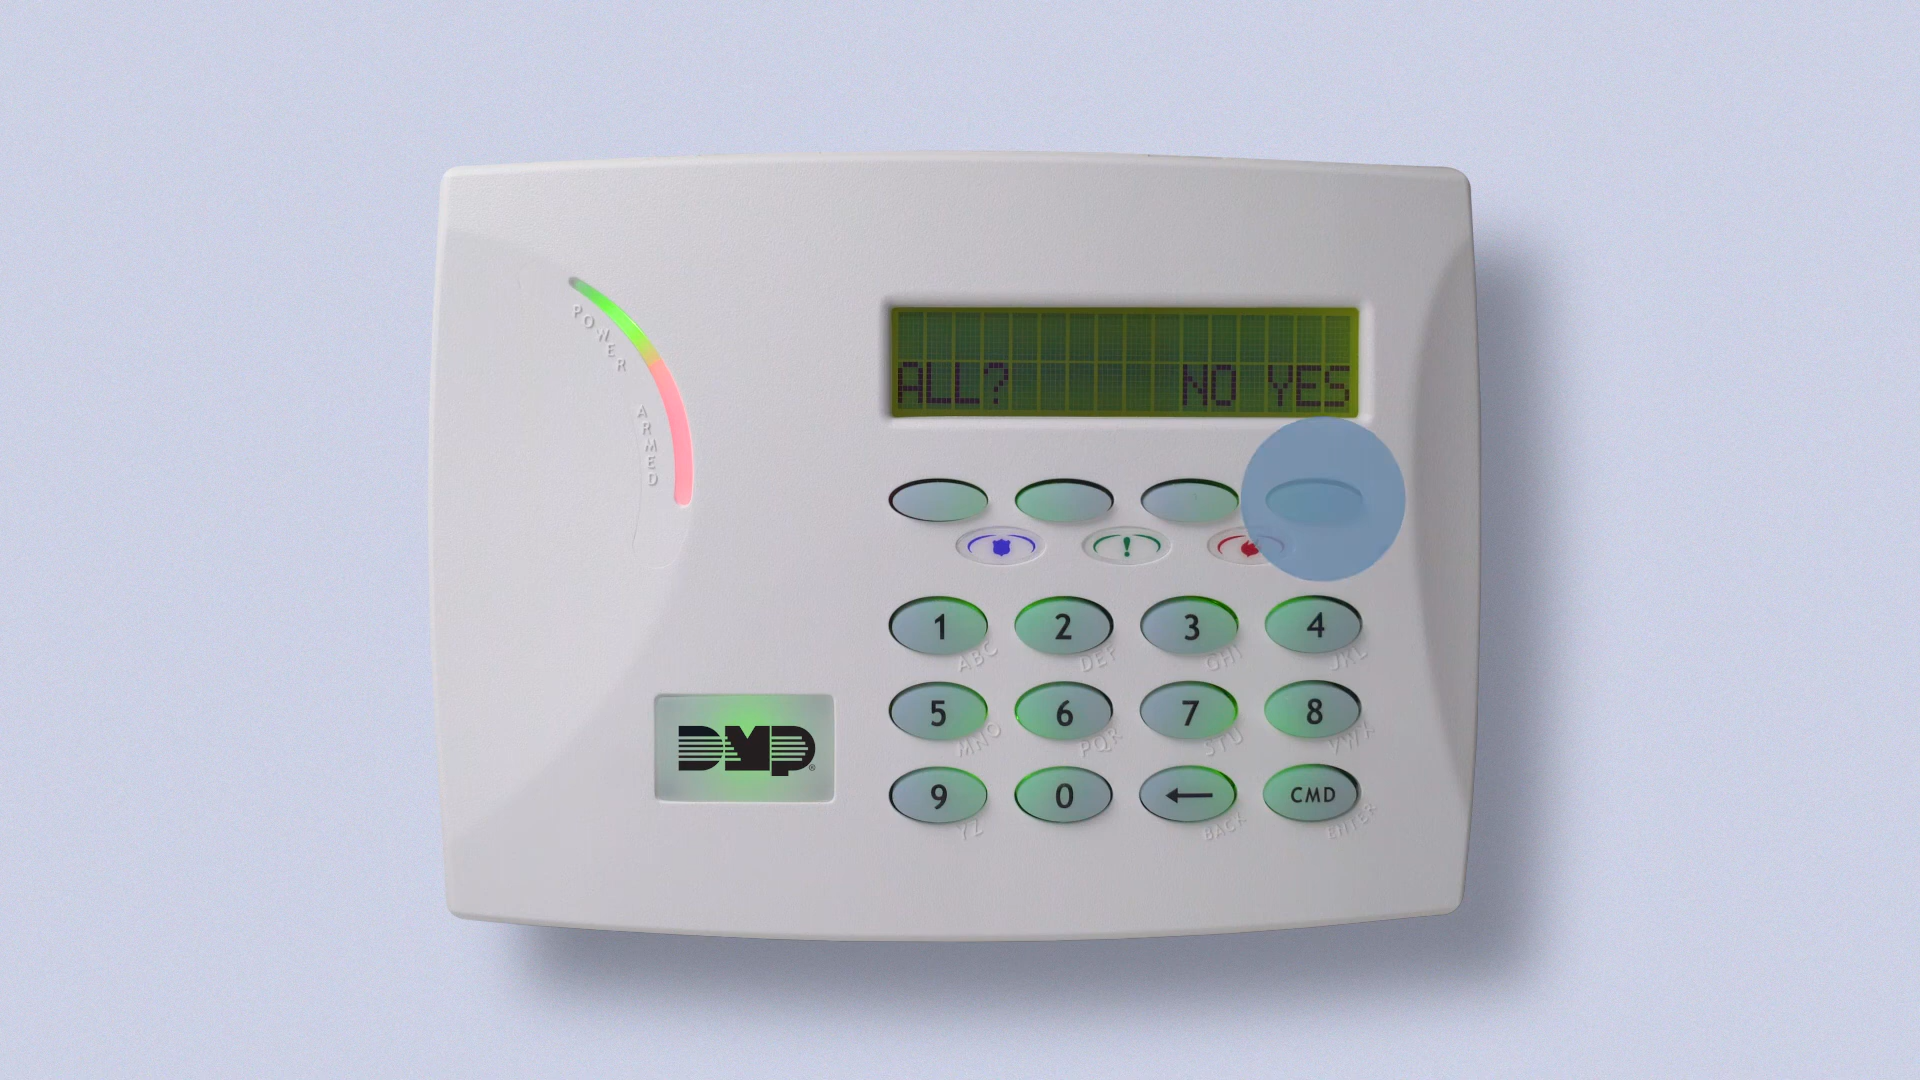 POWER
ARMED
ALL? NO YES
1 2 3 4
ABC DEF GHI JKL
5 6 7 8
MNO PQR STU VWX
9 0 CMD
YZ BACK ENTER
DMP®